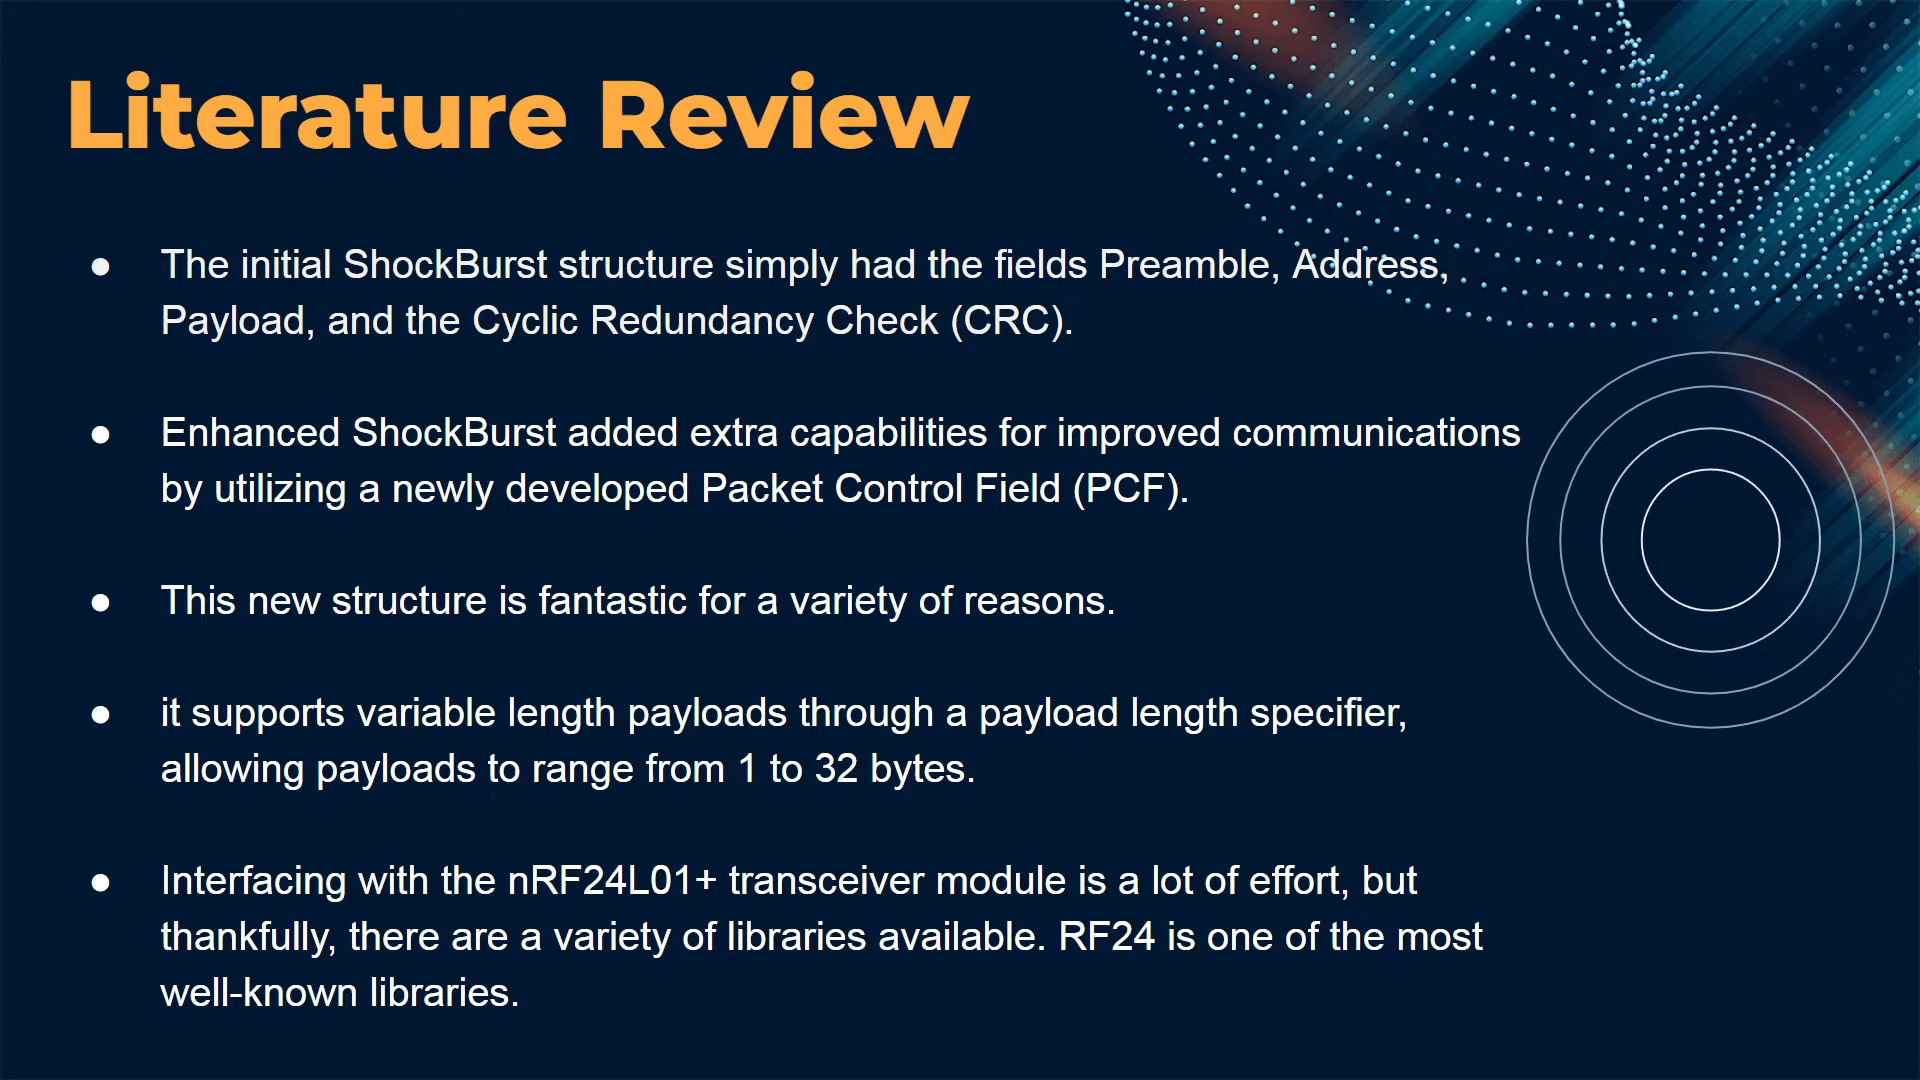 Literature Review
● The initial ShockBurst structure simply had the fields Preamble, Address,
Payload, and the Cyclic Redundancy Check (CRC).
● Enhanced ShockBurst added extra capabilities for improved communications
by utilizing a newly developed Packet Control Field (PCF).
● This new structure is fantastic for a variety of reasons.
● it supports variable length payloads through a payload length specifier,
allowing payloads to range from 1 to 32 bytes.
● Interfacing with the nRF24L01+ transceiver module is a lot of effort, but
thankfully, there are a variety of libraries available. RF24 is one of the most
well-known libraries.